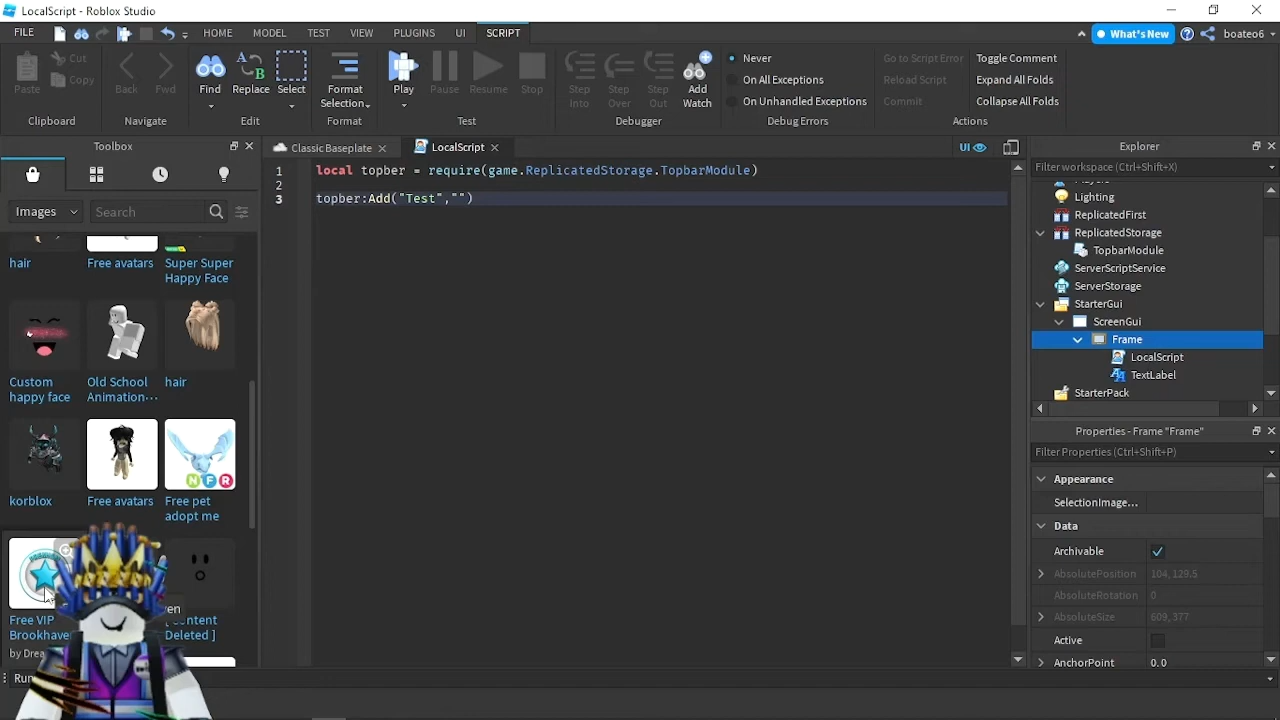 LocalScript - Roblox Studio
FILE HOME MODEL TEST VIEW PLUGINS UI SCRIPT What's New boateo6
Paste Cut Copy
Back Fwd
Find Replace Select
Format Selection
Play Pause Resume Stop
Step Into Step Over Step Out Add Watch
Never
On All Exceptions
On Unhandled Exceptions
Go to Script Error
Reload Script
Commit
Toggle Comment
Expand All Folds
Collapse All Folds
Clipboard Navigate Edit Format Test Debugger Debug Errors Actions
Toolbox
Classic Baseplate LocalScript UI
Images Search
hair Free avatars Super Super Happy Face
Custom happy face Old School Animation... hair
korblox Free avatars Free pet adopt me
N F R
Free VIP Brookhave
en
[ Content Deleted ]
by Drea
Run
1 local topber = require(game.ReplicatedStorage.TopbarModule)
2
3 topber:Add("Test","")
Explorer
Filter workspace (Ctrl+Shift+X)
Lighting
ReplicatedFirst
ReplicatedStorage
TopbarModule
ServerScriptService
ServerStorage
StarterGui
ScreenGui
Frame
LocalScript
TextLabel
StarterPack
Properties - Frame "Frame"
Filter Properties (Ctrl+Shift+P)
Appearance
SelectionImage...
Data
Archivable
AbsolutePosition 104, 129.5
AbsoluteRotation 0
AbsoluteSize 609, 377
Active
AnchorPoint 0.0